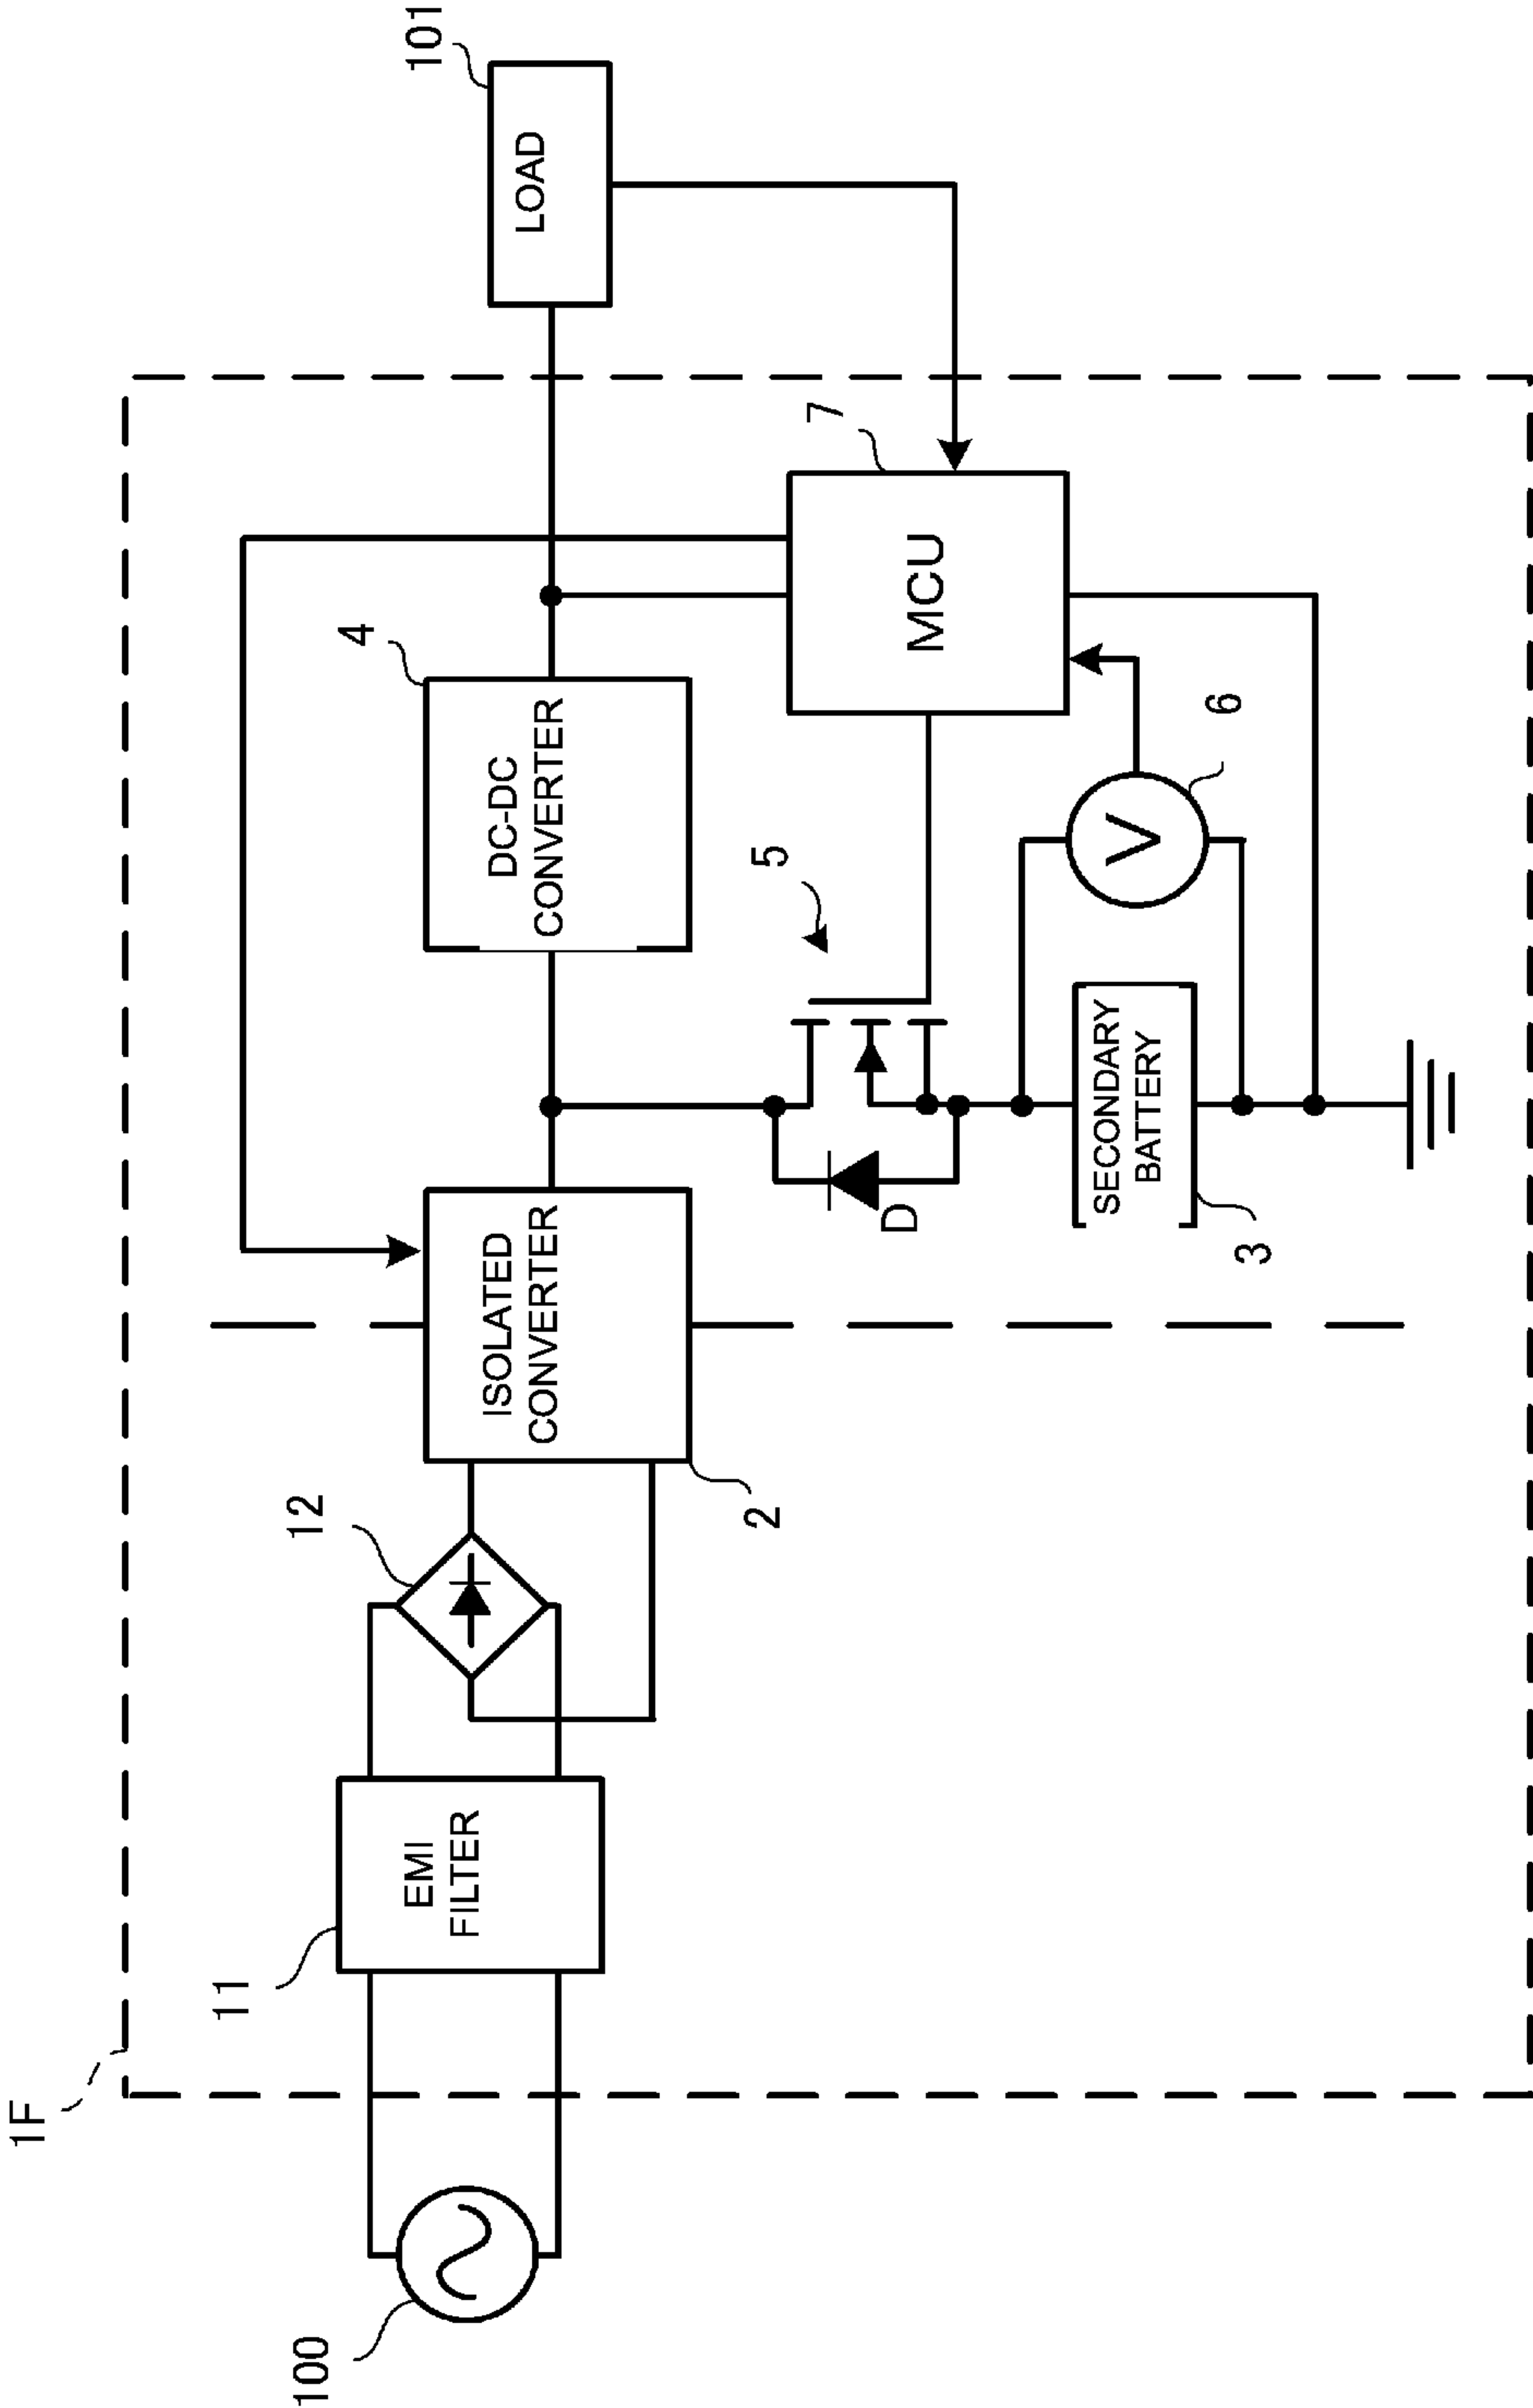 1F
100
11
EMI
FILTER
12
ISOLATED
CONVERTER
2
4
DC-DC
CONVERTER
101
LOAD
5
D
7
MCU
V
6
SECONDARY
BATTERY
3